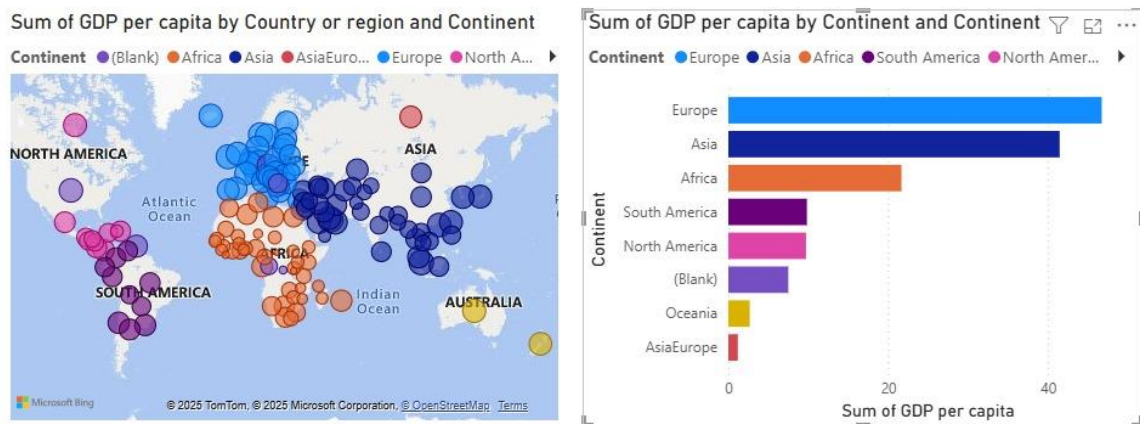 Sum of GDP per capita by Country or region and Continent
Continent (Blank) Africa Asia AsiaEuro... Europe North A...
NORTH AMERICA
ASIA
Atlantic
Ocean
AFRICA
SOUTH AMERICA
Indian
Ocean
AUSTRALIA
Microsoft Bing
© 2025 TomTom, © 2025 Microsoft Corporation, © OpenStreetMap Terms
Sum of GDP per capita by Continent and Continent
Continent Europe Asia Africa South America North Amer...
Continent
Europe
Asia
Africa
South America
North America
(Blank)
Oceania
AsiaEurope
0 20 40
Sum of GDP per capita